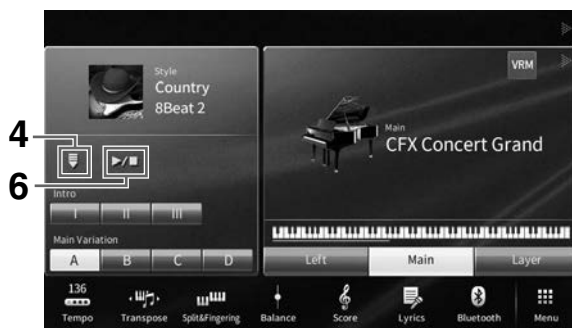 VRM
Style
Country
8Beat 2
4
6
Main
CFX Concert Grand
Intro
I II III
Main Variation
A B C D
Left Main Layer
136
Tempo Transpose Split&Fingering Balance Score Lyrics Bluetooth Menu